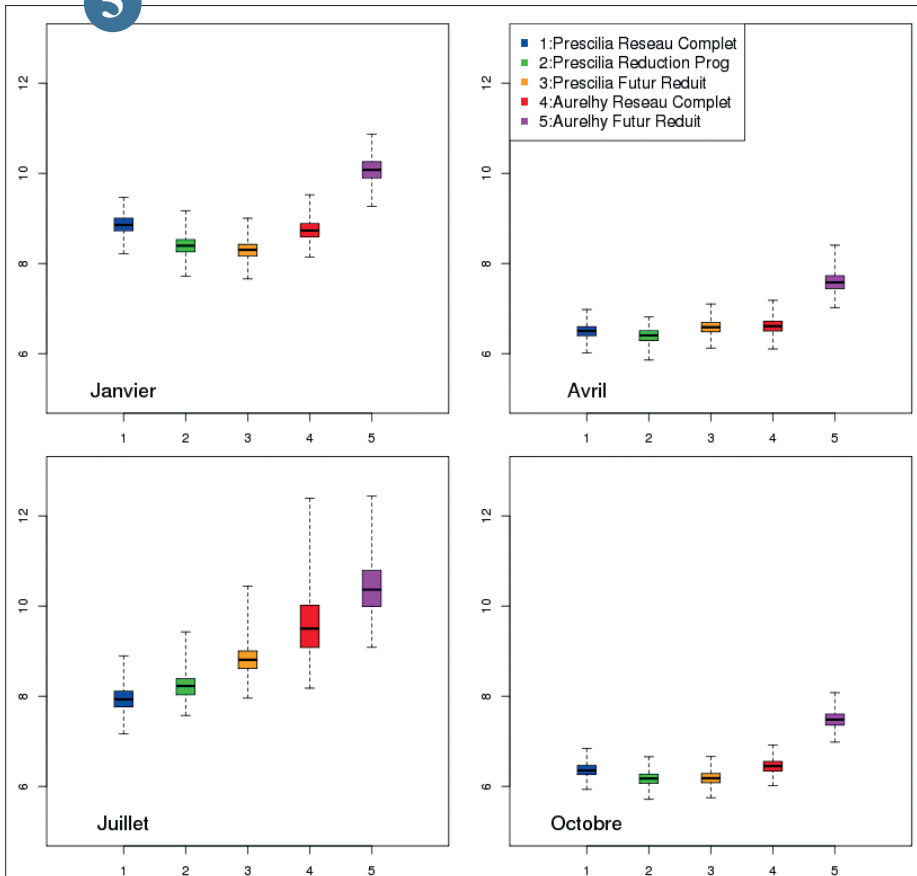 3
12
10
8
6
Janvier
1 2 3 4 5
1:Prescilia Reseau Complet
2:Prescilia Reduction Prog
3:Prescilia Futur Reduit
4:Aurelhy Reseau Complet
5:Aurelhy Futur Reduit
12
10
8
6
Avril
1 2 3 4 5
12
10
8
6
Juillet
1 2 3 4 5
12
10
8
6
Octobre
1 2 3 4 5